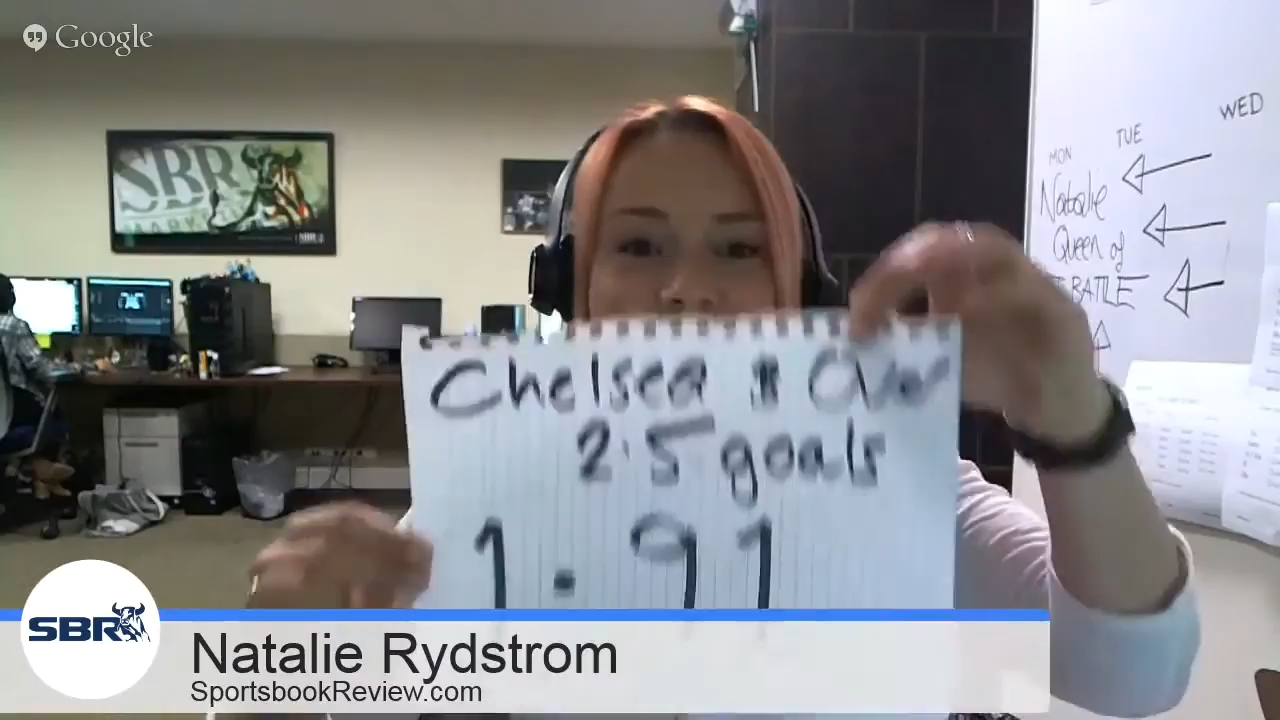 Google
SBR
MON
TUE
WED
Natalie
Queen of
BATLE
Chelsea & Over
2.5 goals
1.91
SBR
Natalie Rydstrom
SportsbookReview.com